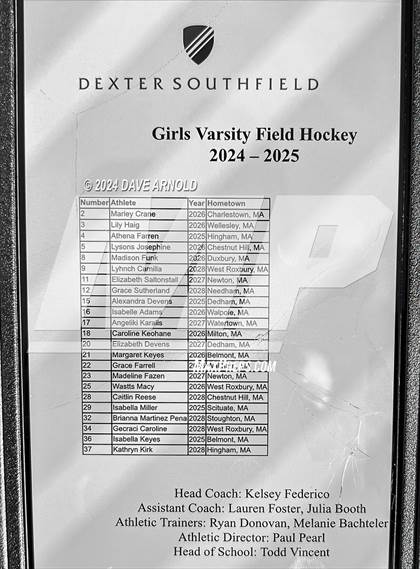 DEXTER SOUTHFIELD
Girls Varsity Field Hockey
2024 – 2025
© 2024 DAVE ARNOLD
Number Athlete Year Hometown
2 Marley Crane 2026 Charlestown, MA
3 Lily Haig 2026 Wellesley, MA
4 Athena Farren 2025 Hingham, MA
5 Lysons Josephine 2026 Chestnut Hill, MA
8 Madison Funk 2026 Duxbury, MA
9 Lyhnch Camilla 2028 West Roxbury, MA
11 Elizabeth Saltonstall 2027 Newton, MA
12 Grace Sutherland 2028 Needham, MA
15 Alexandra Devens 2025 Dedham, MA
16 Isabella Adams 2026 Walpole, MA
17 Angeliki Karalis 2027 Watertown, MA
18 Caroline Keohane 2026 Milton, MA
20 Elizabeth Devens 2027 Dedham, MA
21 Margaret Keyes 2026 Belmont, MA
22 Grace Farrell
23 Madeline Fazen 2027 Newton, MA
25 Wastts Macy 2026 West Roxbury, MA
28 Caitlin Reese 2028 Chestnut Hill, MA
29 Isabella Miller 2025 Scituate, MA
32 Brianna Martinez Pena 2028 Stoughton, MA
34 Gecraci Caroline 2028 West Roxbury, MA
36 Isabella Keyes 2025 Belmont, MA
37 Kathryn Kirk 2028 Hingham, MA
Head Coach: Kelsey Federico
Assistant Coach: Lauren Foster, Julia Booth
Athletic Trainers: Ryan Donovan, Melanie Bachteler
Athletic Director: Paul Pearl
Head of School: Todd Vincent